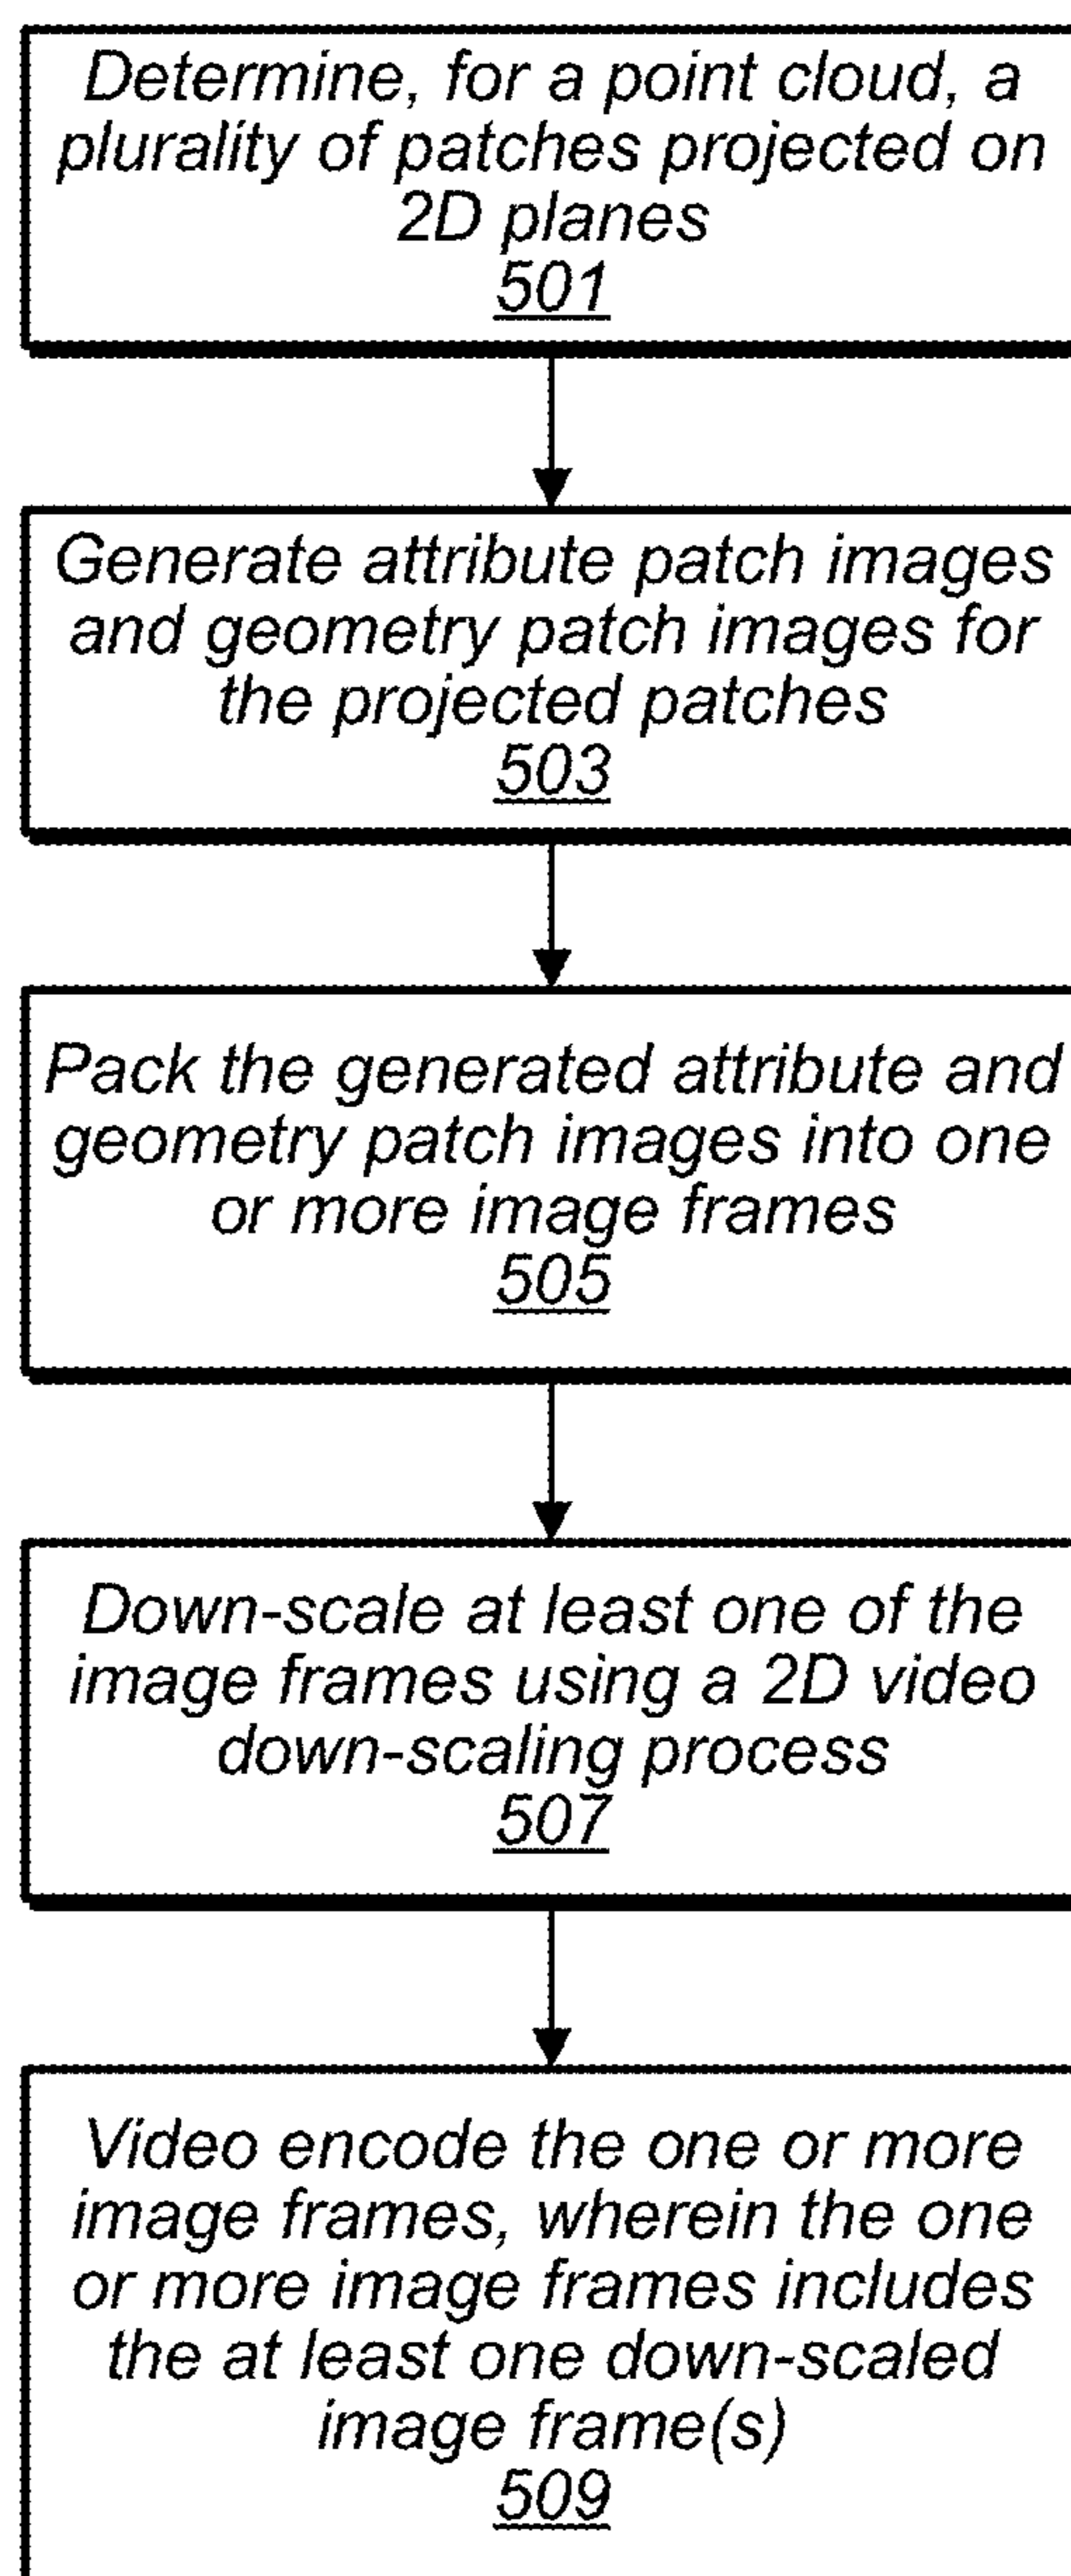 Determine, for a point cloud, a
plurality of patches projected on
2D planes
501
Generate attribute patch images
and geometry patch images for
the projected patches
503
Pack the generated attribute and
geometry patch images into one
or more image frames
505
Down-scale at least one of the
image frames using a 2D video
down-scaling process
507
Video encode the one or more
image frames, wherein the one
or more image frames includes
the at least one down-scaled
image frame(s)
509